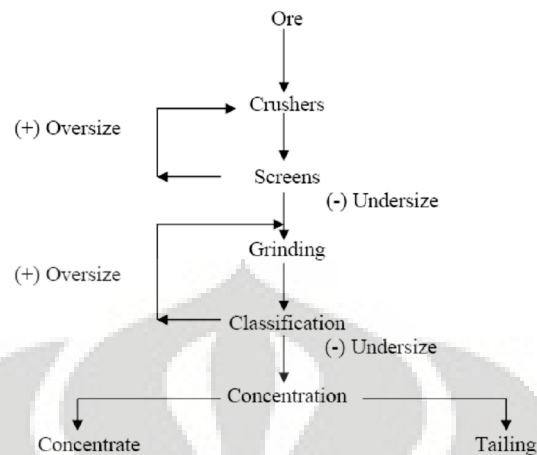 Ore
Crushers
(+) Oversize
Screens
(-) Undersize
Grinding
(+) Oversize
Classification
(-) Undersize
Concentration
Concentrate
Tailing